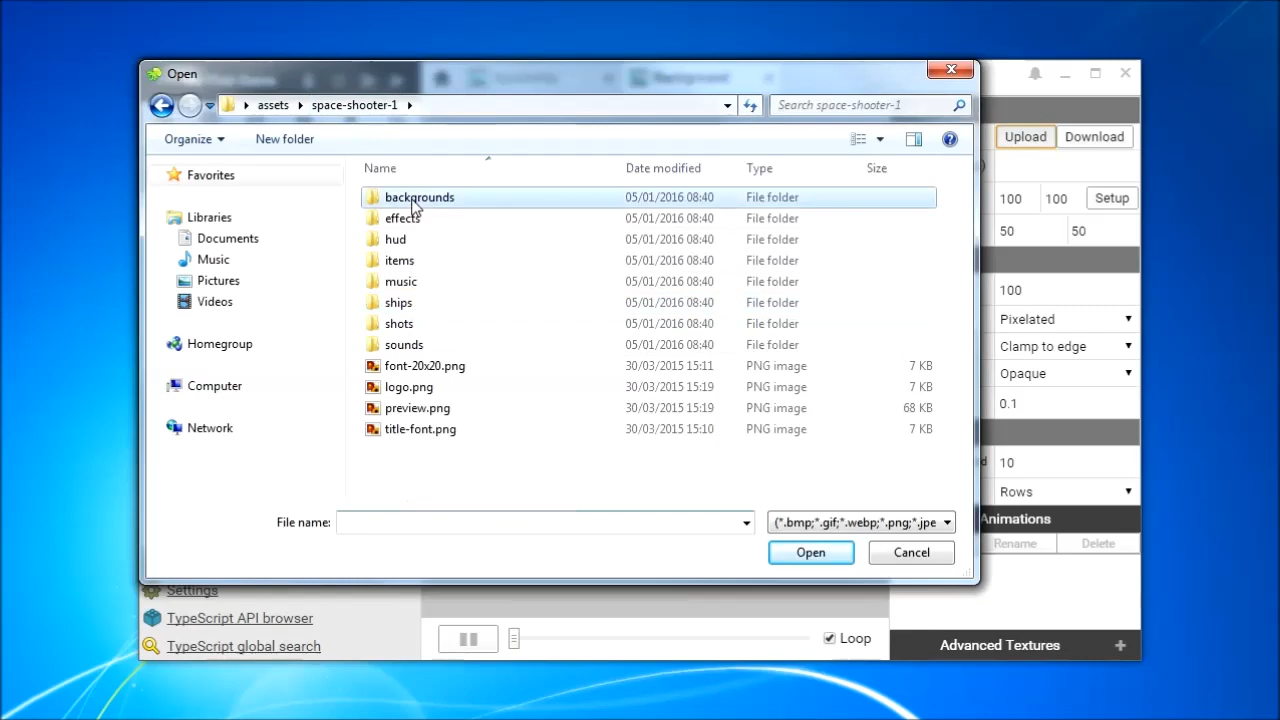 Open
assets space-shooter-1
Search space-shooter-1
Organize New folder
Upload Download
Name Date modified Type Size
Favorites
Libraries
Documents
Music
Pictures
Videos
Homegroup
Computer
Network
backgrounds 05/01/2016 08:40 File folder
effects 05/01/2016 08:40 File folder
hud 05/01/2016 08:40 File folder
items 05/01/2016 08:40 File folder
music 05/01/2016 08:40 File folder
ships 05/01/2016 08:40 File folder
shots 05/01/2016 08:40 File folder
sounds 05/01/2016 08:40 File folder
font-20x20.png 30/03/2015 15:11 PNG image 7 KB
logo.png 30/03/2015 15:19 PNG image 7 KB
preview.png 30/03/2015 15:19 PNG image 68 KB
title-font.png 30/03/2015 15:10 PNG image 7 KB
File name: (*.bmp;*.gif;*.webp;*.png;*.jpe
Open Cancel
100 100 Setup
50 50
100
Pixelated
Clamp to edge
Opaque
0.1
10
Rows
Animations
Rename Delete
Settings
TypeScript API browser
TypeScript global search
Loop
Advanced Textures +